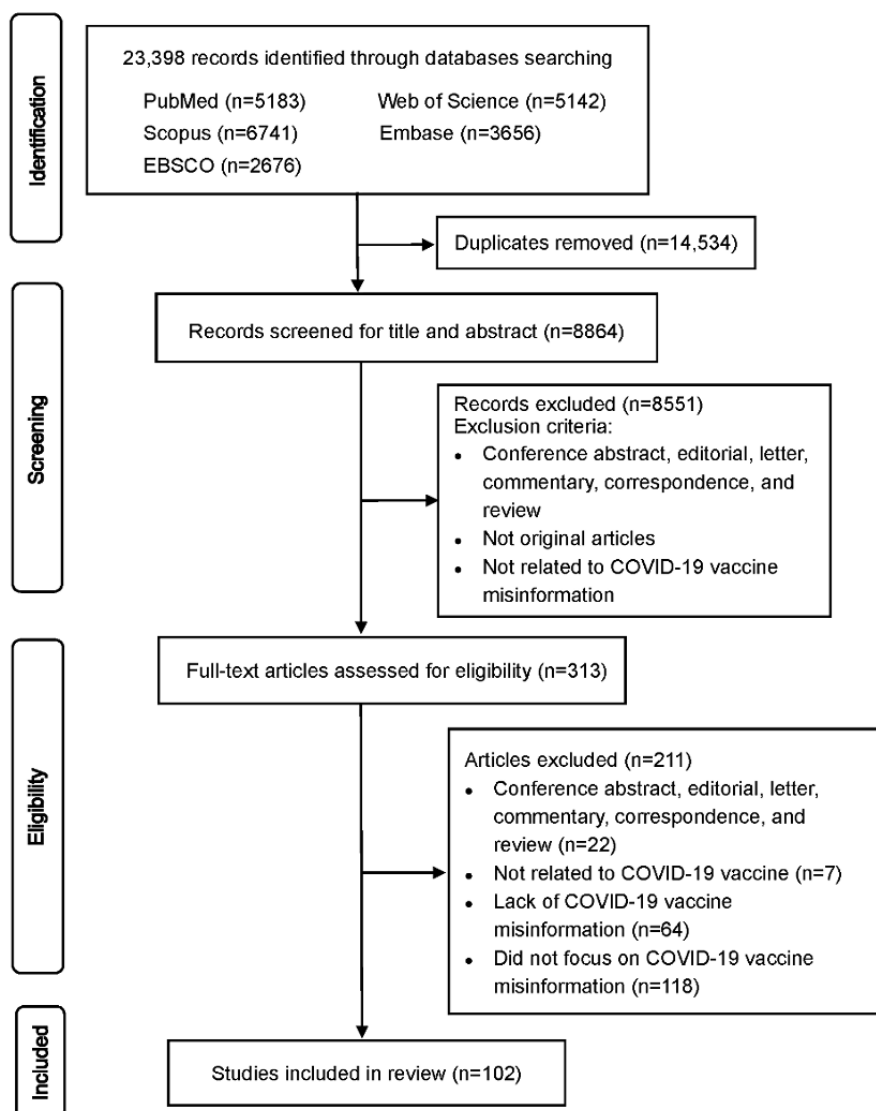 Identification
23,398 records identified through databases searching
PubMed (n=5183) Web of Science (n=5142)
Scopus (n=6741) Embase (n=3656)
EBSCO (n=2676)
Duplicates removed (n=14,534)
Screening
Records screened for title and abstract (n=8864)
Records excluded (n=8551)
Exclusion criteria:
• Conference abstract, editorial, letter,
commentary, correspondence, and
review
• Not original articles
• Not related to COVID-19 vaccine
misinformation
Eligibility
Full-text articles assessed for eligibility (n=313)
Articles excluded (n=211)
• Conference abstract, editorial, letter,
commentary, correspondence, and
review (n=22)
• Not related to COVID-19 vaccine (n=7)
• Lack of COVID-19 vaccine
misinformation (n=64)
• Did not focus on COVID-19 vaccine
misinformation (n=118)
Included
Studies included in review (n=102)